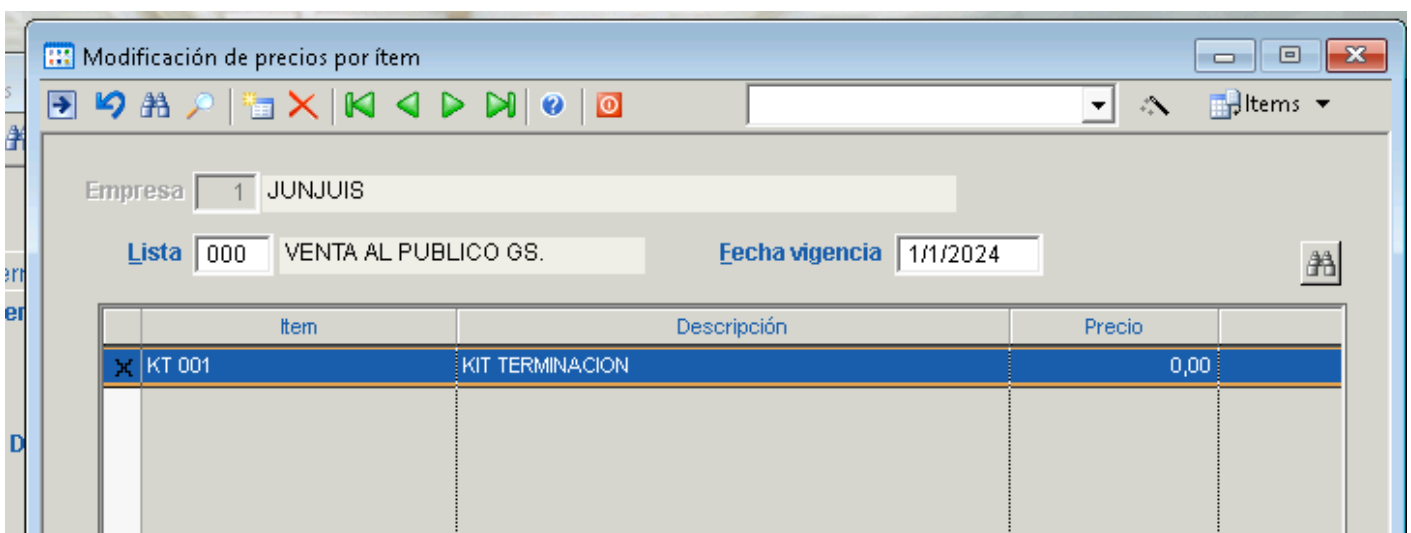 Modificación de precios por ítem
Items
Empresa 1 JUNJUIS
Lista 000 VENTA AL PUBLICO GS. Fecha vigencia 1/1/2024
Item Descripción Precio
KT 001 KIT TERMINACION 0,00